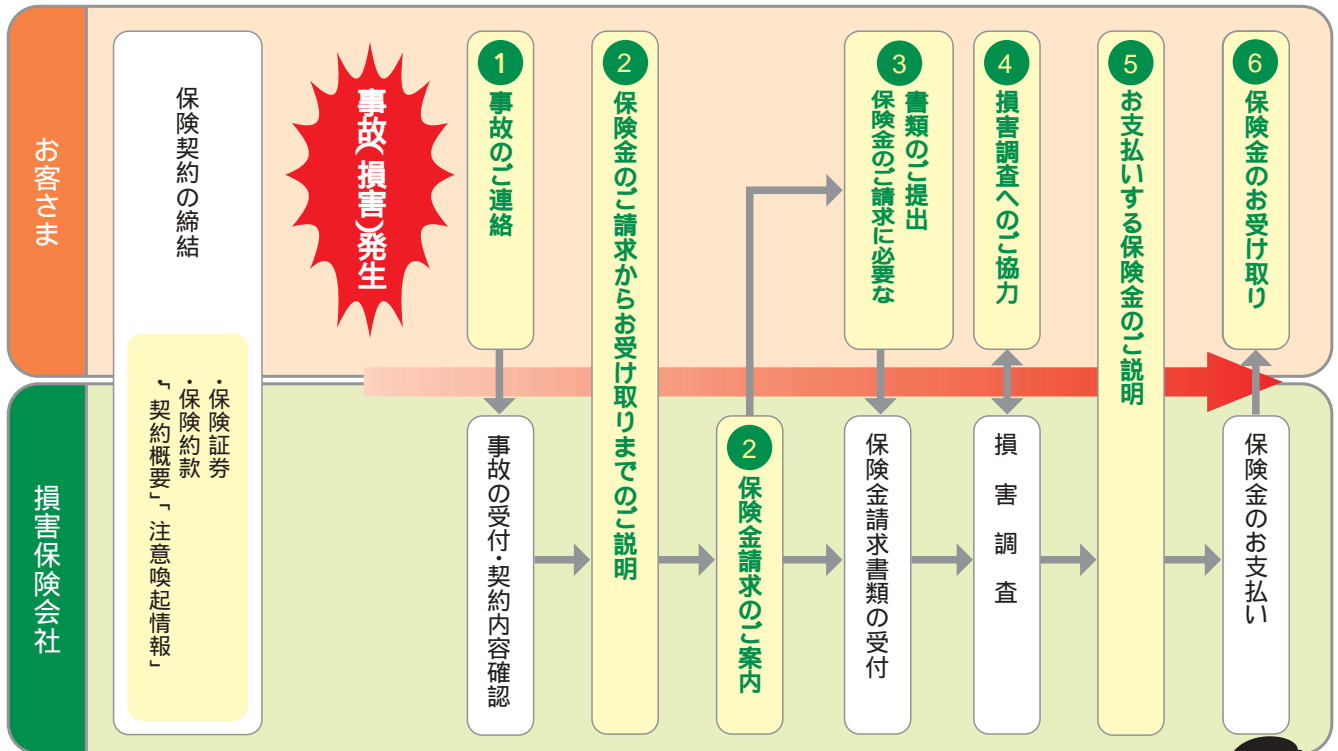 お客さま
損害保険会社
保険契約の締結
・保険証券
・保険約款
・「契約概要」「注意喚起情報」
事故(損害)発生
1
事故のご連絡
事故の受付・契約内容確認
2
保険金のご請求からお受け取りまでのご説明
2
保険金請求のご案内
3
保険金のご請求に必要な
書類のご提出
保険金請求書類の受付
4
損害調査へのご協力
損害調査
5
お支払いする保険金のご説明
6
保険金のお受け取り
保険金のお支払い